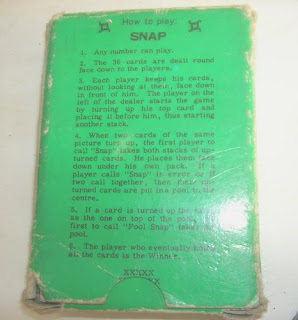 How to play:
SNAP
1. Any number can play.
2. The 36 cards are dealt round
face down to the players.
3. Each player keeps his cards,
without looking at them, face down
in front of him. The player on the
left of the dealer starts the game
by turning up his top card and
placing it before him, thus starting
another stack.
4. When two cards of the same
picture turn up, the first player to
call "Snap" takes both stacks of up-
turned cards. He places them face
down under his own pack. If a
player calls "Snap" in error or if
two call together, then these
turned cards are put in a pool in the
centre.
5. If a card is turned up the same
as the one on top of the pool, the
first to call "Pool Snap" takes the
pool.
6. The player who eventually holds
all the cards is the Winner.